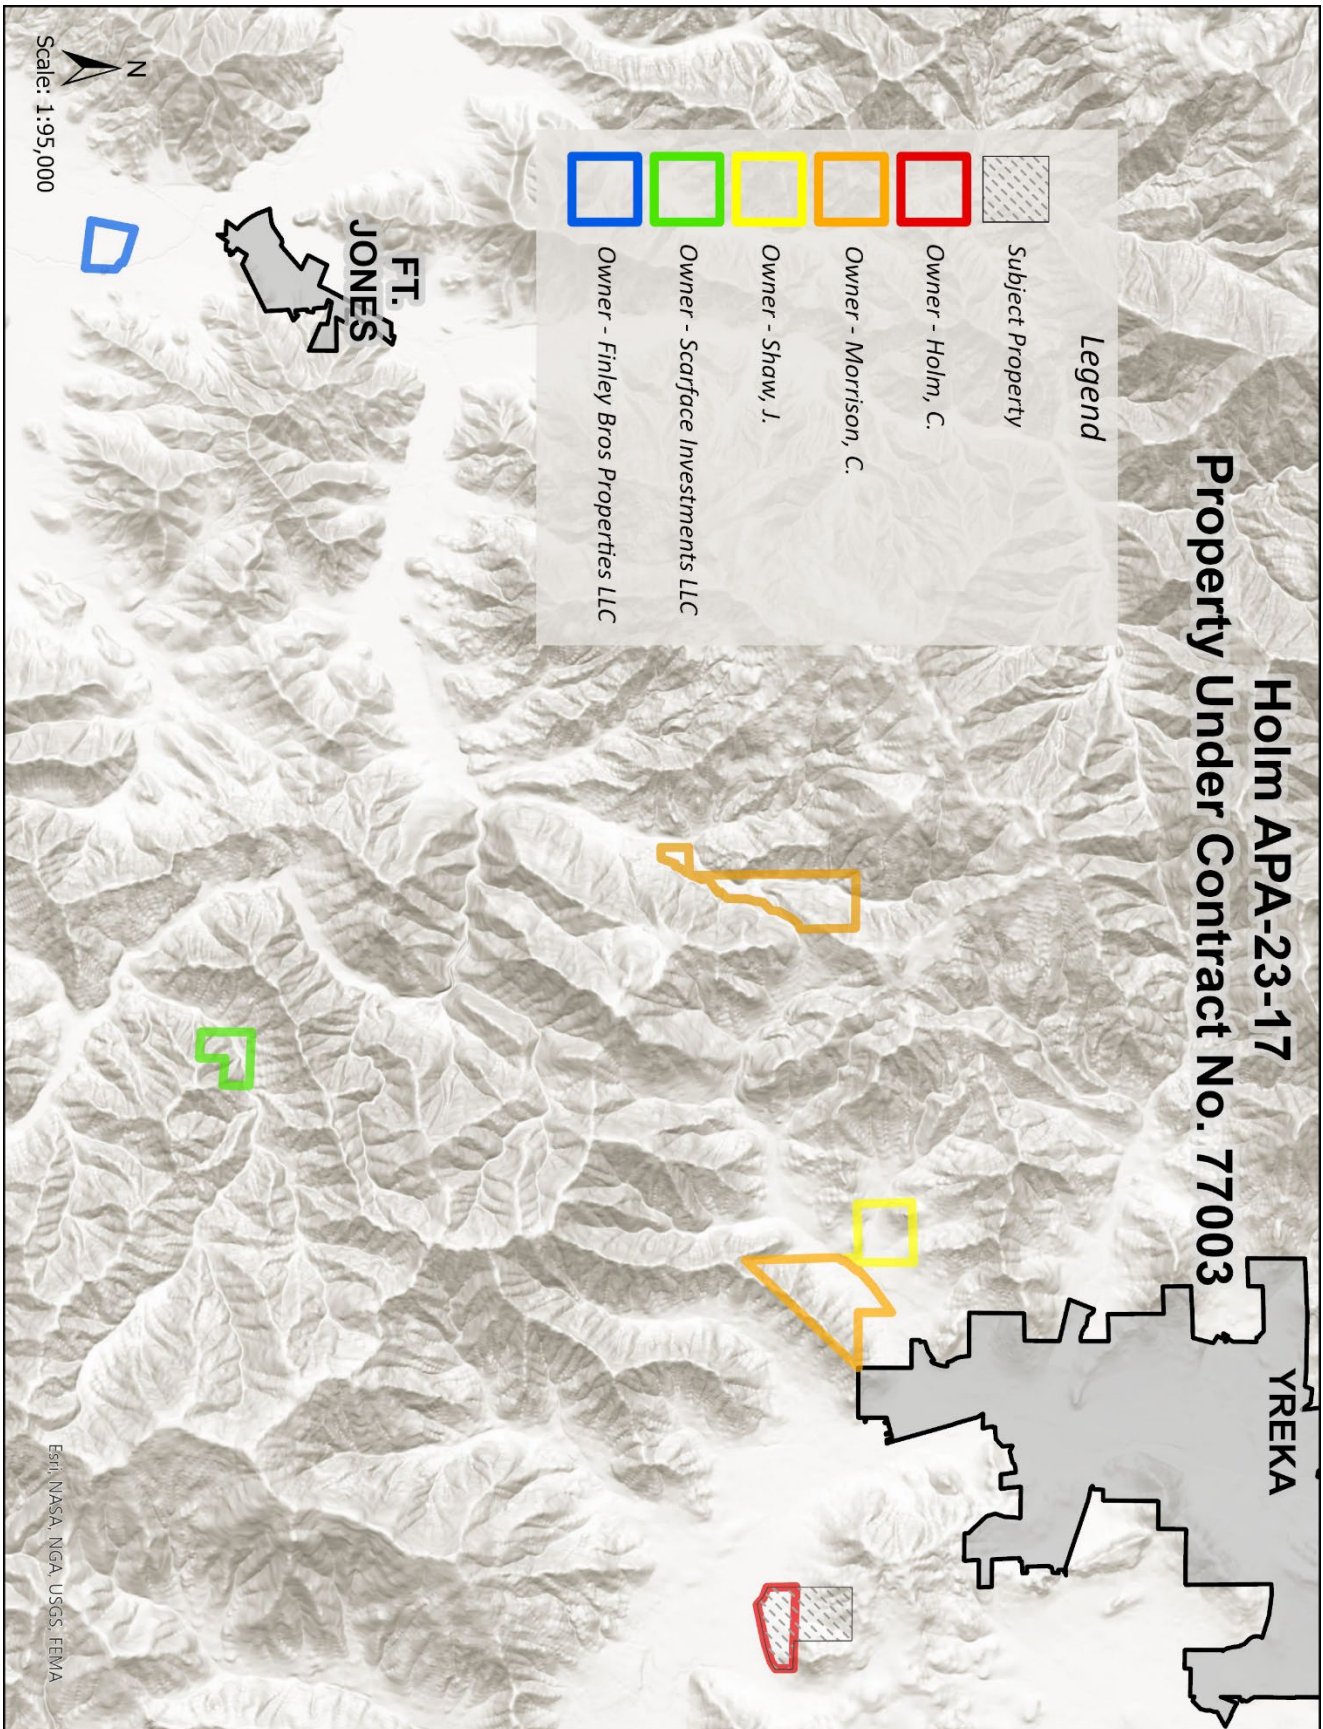 Holm APA-23-17
Property Under Contract No. 77003
YREKA
Legend
Subject Property
Owner - Holm, C.
Owner - Morrison, C.
Owner - Shaw, J.
Owner - Scarface Investments LLC
Owner - Finley Bros Properties LLC
FT.
JONES
N
Scale: 1:95,000
Esri, NASA, NGA, USGS, FEMA